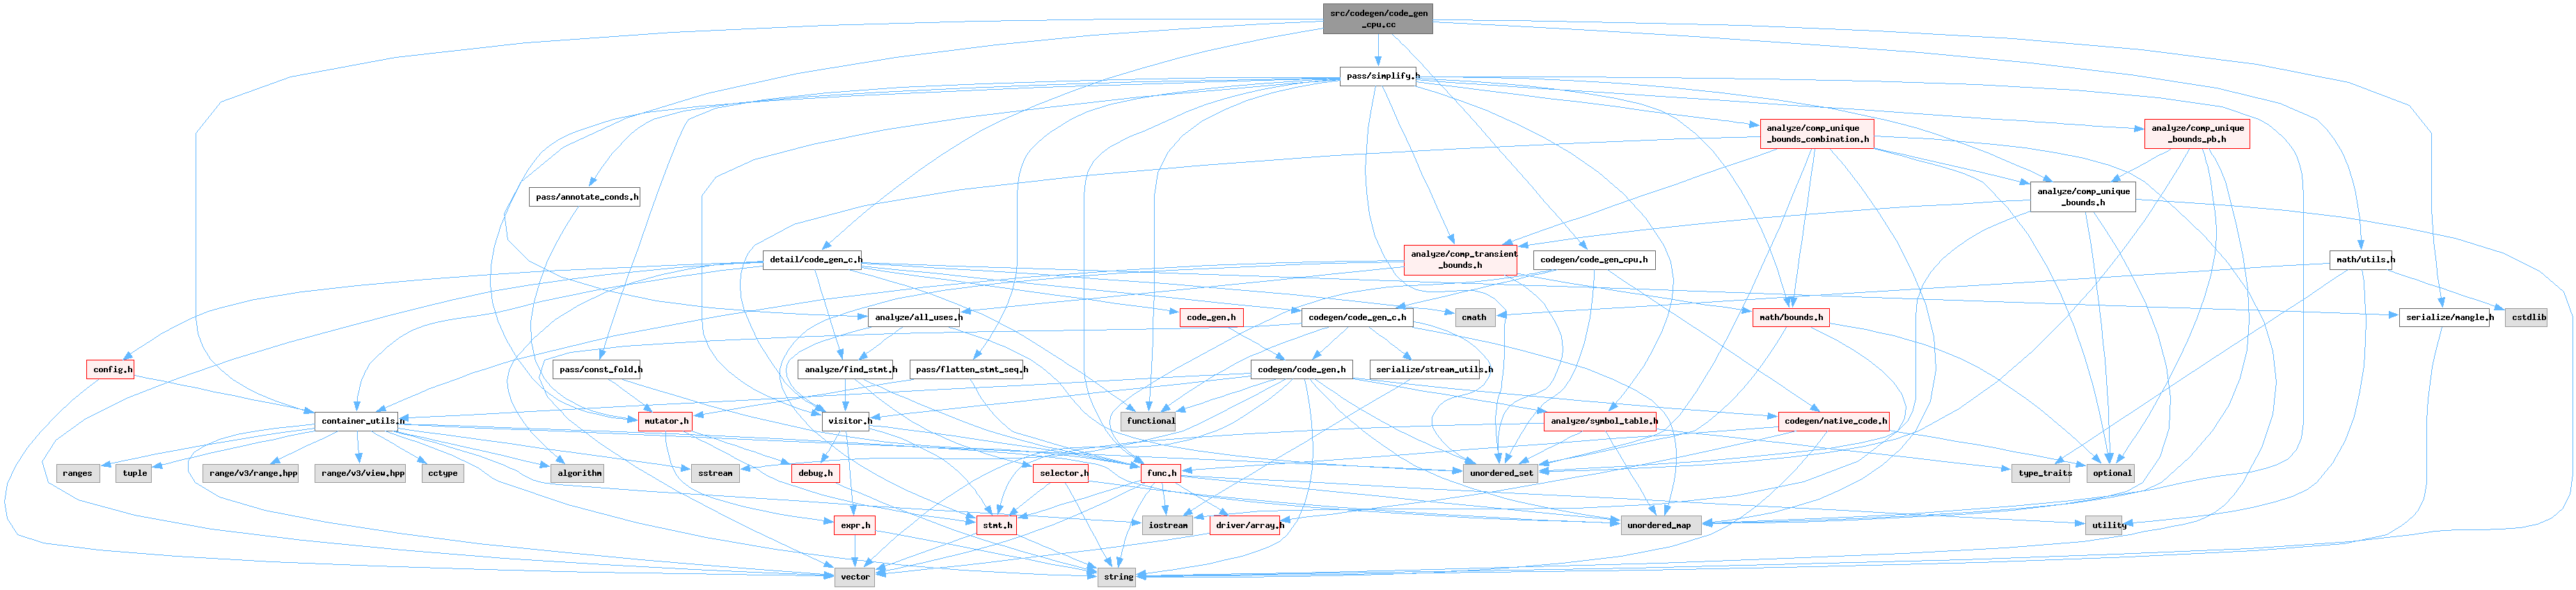 src/codegen/code_gen
_cpu.cc
pass/simplify.h
analyze/comp_unique
_bounds_combination.h
analyze/comp_unique
_bounds_pb.h
pass/annotate_conds.h
analyze/comp_unique
_bounds.h
detail/code_gen_c.h
analyze/comp_transient
_bounds.h
codegen/code_gen_cpu.h
math/utils.h
analyze/all_uses.h
code_gen.h
codegen/code_gen_c.h
cmath
math/bounds.h
serialize/mangle.h
cstdlib
config.h
pass/const_fold.h
analyze/find_stmt.h
pass/flatten_stmt_seq.h
codegen/code_gen.h
serialize/stream_utils.h
container_utils.h
mutator.h
visitor.h
functional
analyze/symbol_table.h
codegen/native_code.h
ranges
tuple
range/v3/range.hpp
range/v3/view.hpp
cctype
algorithm
sstream
debug.h
selector.h
func.h
unordered_set
type_traits
optional
expr.h
stmt.h
iostream
driver/array.h
unordered_map
utility
vector
string